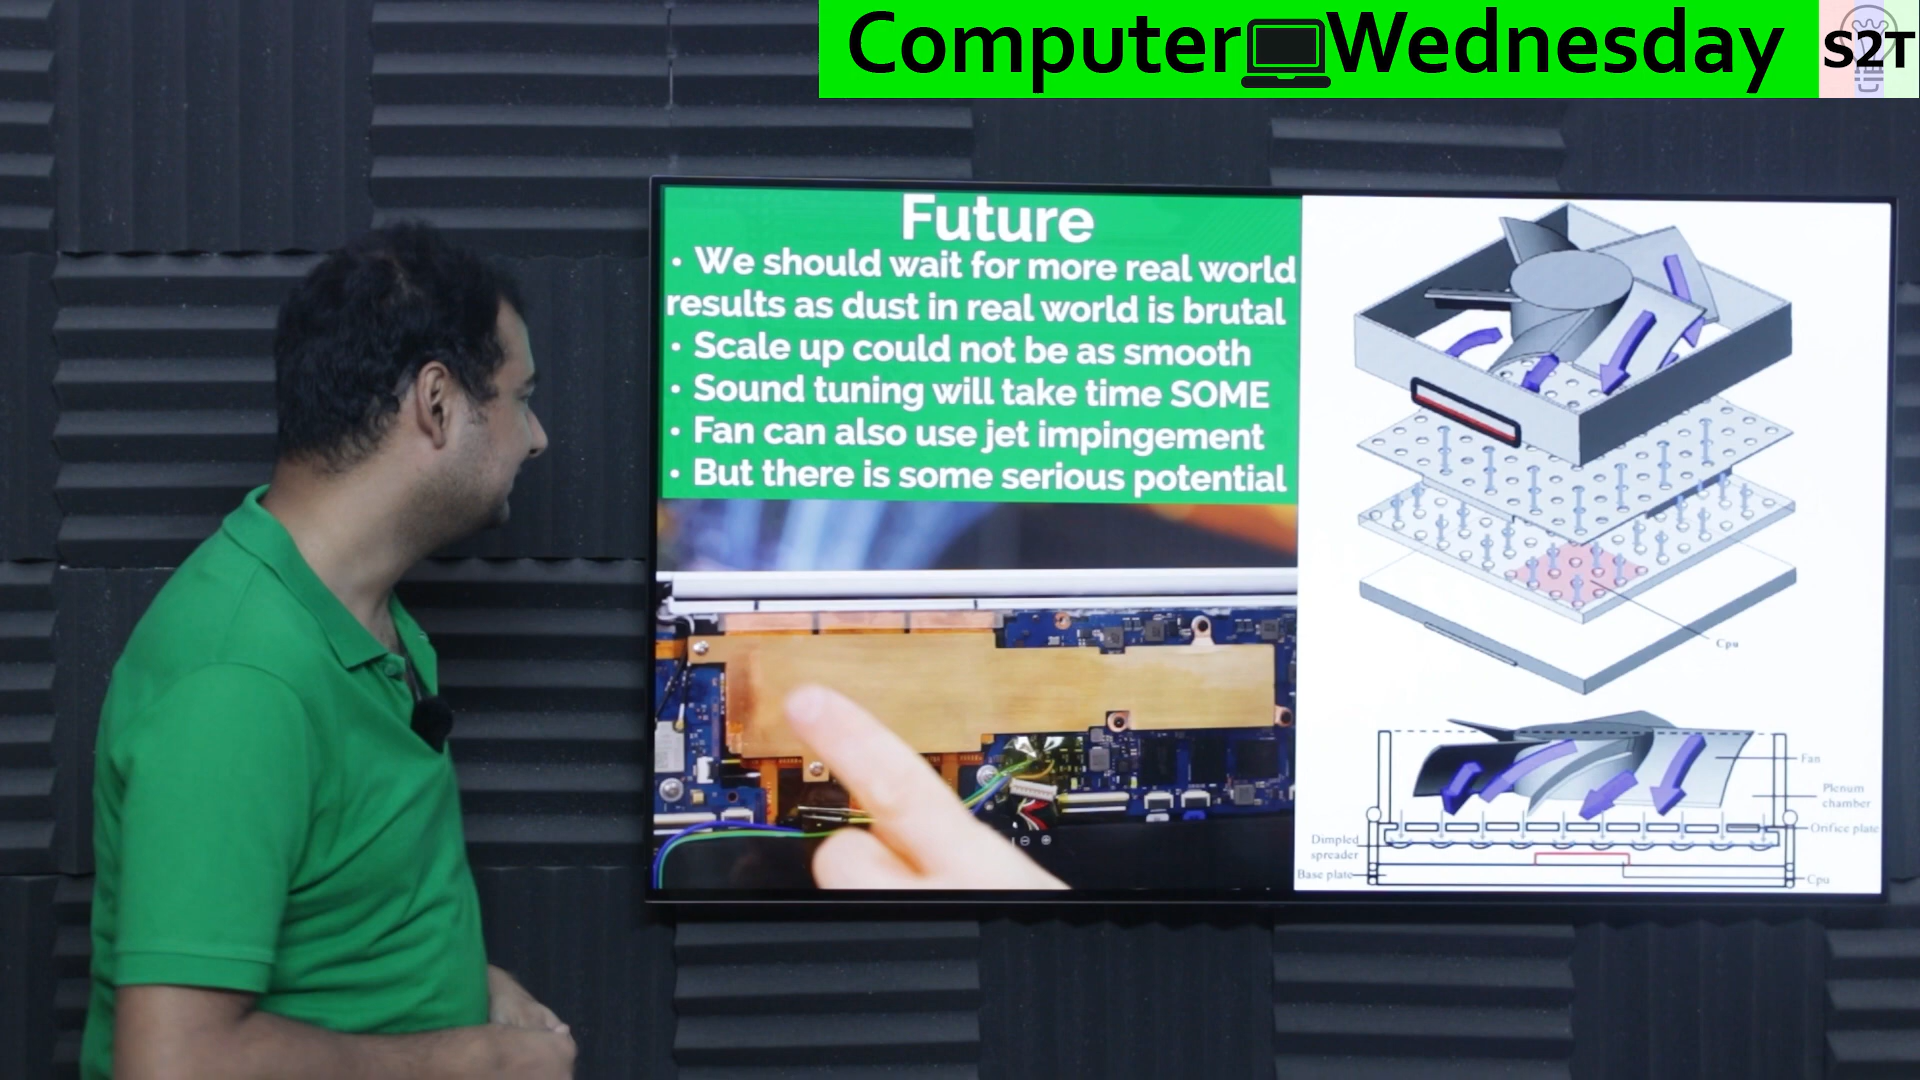 Computer Wednesday
S2T
Future
• We should wait for more real world
results as dust in real world is brutal
• Scale up could not be as smooth
• Sound tuning will take time SOME
• Fan can also use jet impingement
• But there is some serious potential
Cpu
Fan
Plenum
chamber
Orifice plate
Dimpled
spreader
Base plate
Cpu